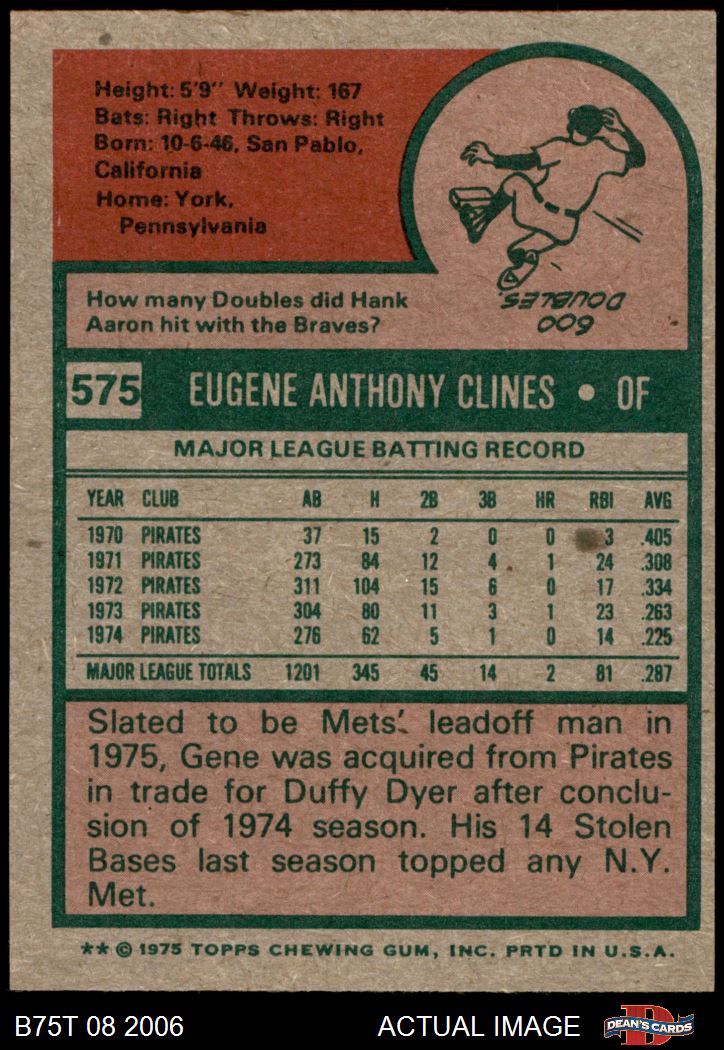 Height: 5'9" Weight: 167
Bats: Right Throws: Right
Born: 10-6-46, San Pablo,
California
Home: York,
Pennsylvania
How many Doubles did Hank
Aaron hit with the Braves?
600
DOUBLES.
575 EUGENE ANTHONY CLINES • OF
MAJOR LEAGUE BATTING RECORD
YEAR CLUB AB H 2B 3B HR RBI AVG
1970 PIRATES 37 15 2 0 0 3 .405
1971 PIRATES 273 84 12 4 1 24 .308
1972 PIRATES 311 104 15 6 0 17 .334
1973 PIRATES 304 80 11 3 1 23 .263
1974 PIRATES 276 62 5 1 0 14 .225
MAJOR LEAGUE TOTALS 1201 345 45 14 2 81 .287
Slated to be Mets' leadoff man in
1975, Gene was acquired from Pirates
in trade for Duffy Dyer after conclu-
sion of 1974 season. His 14 Stolen
Bases last season topped any N.Y.
Met.
** © 1975 TOPPS CHEWING GUM, INC. PRTD IN U.S.A.
B75T 08 2006 ACTUAL IMAGE D DEAN'S CARDS